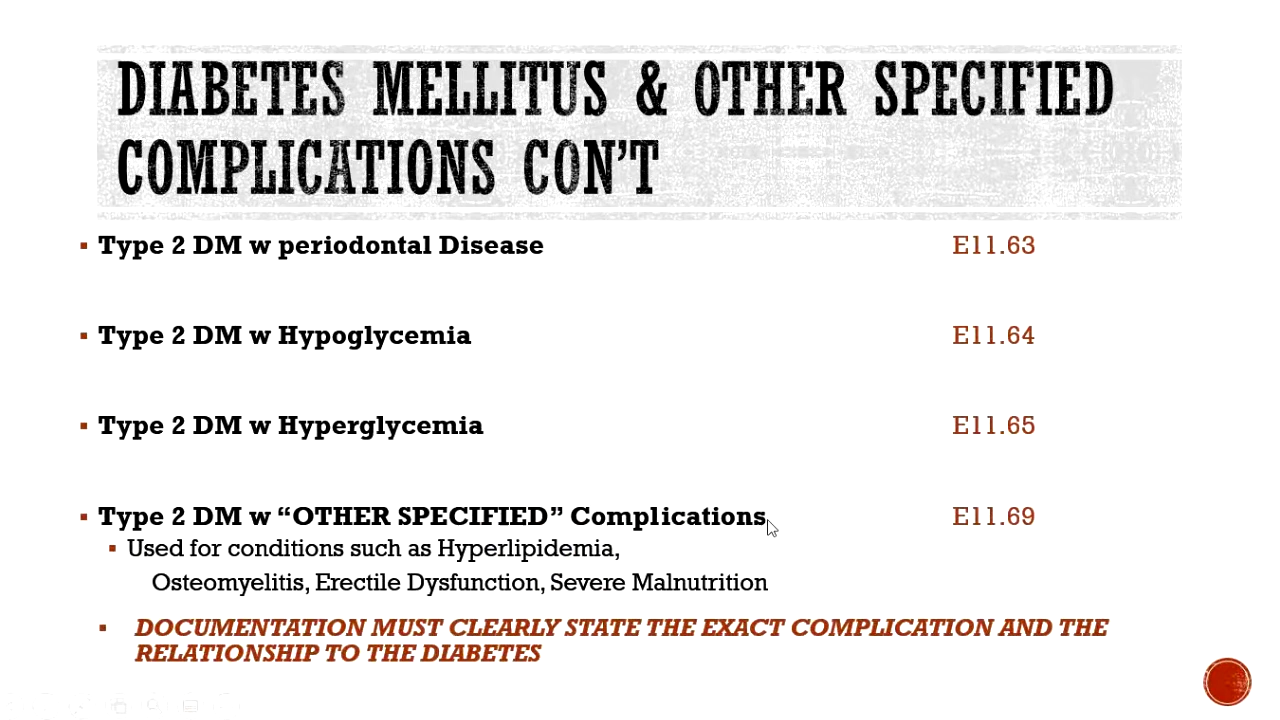 DIABETES MELLITUS & OTHER SPECIFIED
COMPLICATIONS CON'T
▪ Type 2 DM w periodontal Disease E11.63
▪ Type 2 DM w Hypoglycemia E11.64
▪ Type 2 DM w Hyperglycemia E11.65
▪ Type 2 DM w “OTHER SPECIFIED” Complications E11.69
▪ Used for conditions such as Hyperlipidemia,
Osteomyelitis, Erectile Dysfunction, Severe Malnutrition
▪ DOCUMENTATION MUST CLEARLY STATE THE EXACT COMPLICATION AND THE
RELATIONSHIP TO THE DIABETES